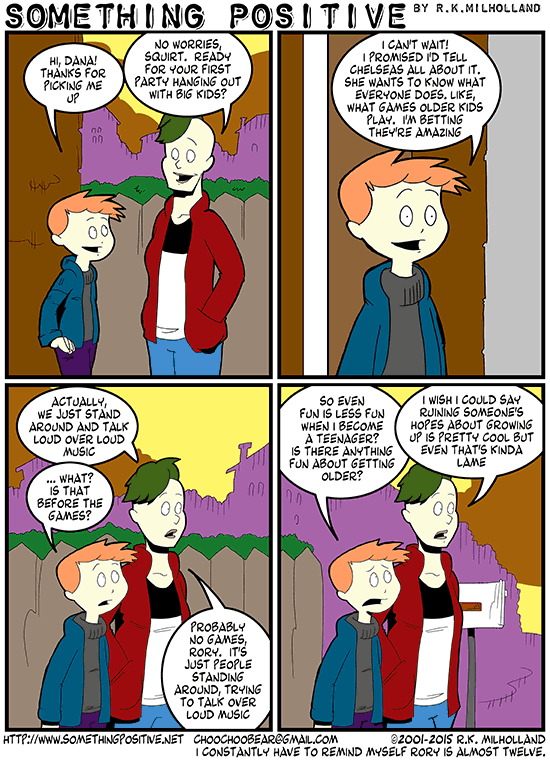 SOMETHING POSITIVE BY R.K.MILHOLLAND
HI, DANA!
THANKS FOR
PICKING ME
UP
NO WORRIES,
SQUIRT. READY
FOR YOUR FIRST
PARTY HANGING OUT
WITH BIG KIDS?
I CAN'T WAIT!
I PROMISED I'D TELL
CHELSEAS ALL ABOUT IT.
SHE WANTS TO KNOW WHAT
EVERYONE DOES. LIKE,
WHAT GAMES OLDER KIDS
PLAY. I'M BETTING
THEY'RE AMAZING
ACTUALLY,
WE JUST STAND
AROUND AND TALK
LOUD OVER LOUD
MUSIC
... WHAT?
IS THAT
BEFORE THE
GAMES?
PROBABLY
NO GAMES,
RORY. IT'S
JUST PEOPLE
STANDING
AROUND, TRYING
TO TALK OVER
LOUD MUSIC
SO EVEN
FUN IS LESS FUN
WHEN I BECOME
A TEENAGER?
IS THERE ANYTHING
FUN ABOUT GETTING
OLDER?
I WISH I COULD SAY
RUINING SOMEONE'S
HOPES ABOUT GROWING
UP IS PRETTY COOL BUT
EVEN THAT'S KINDA
LAME
HTTP://WWW.SOMETHINGPOSITIVE.NET CHOOCHOOBEAR@GMAIL.COM ©2001-2015 R.K. MILHOLLAND
I CONSTANTLY HAVE TO REMIND MYSELF RORY IS ALMOST TWELVE.